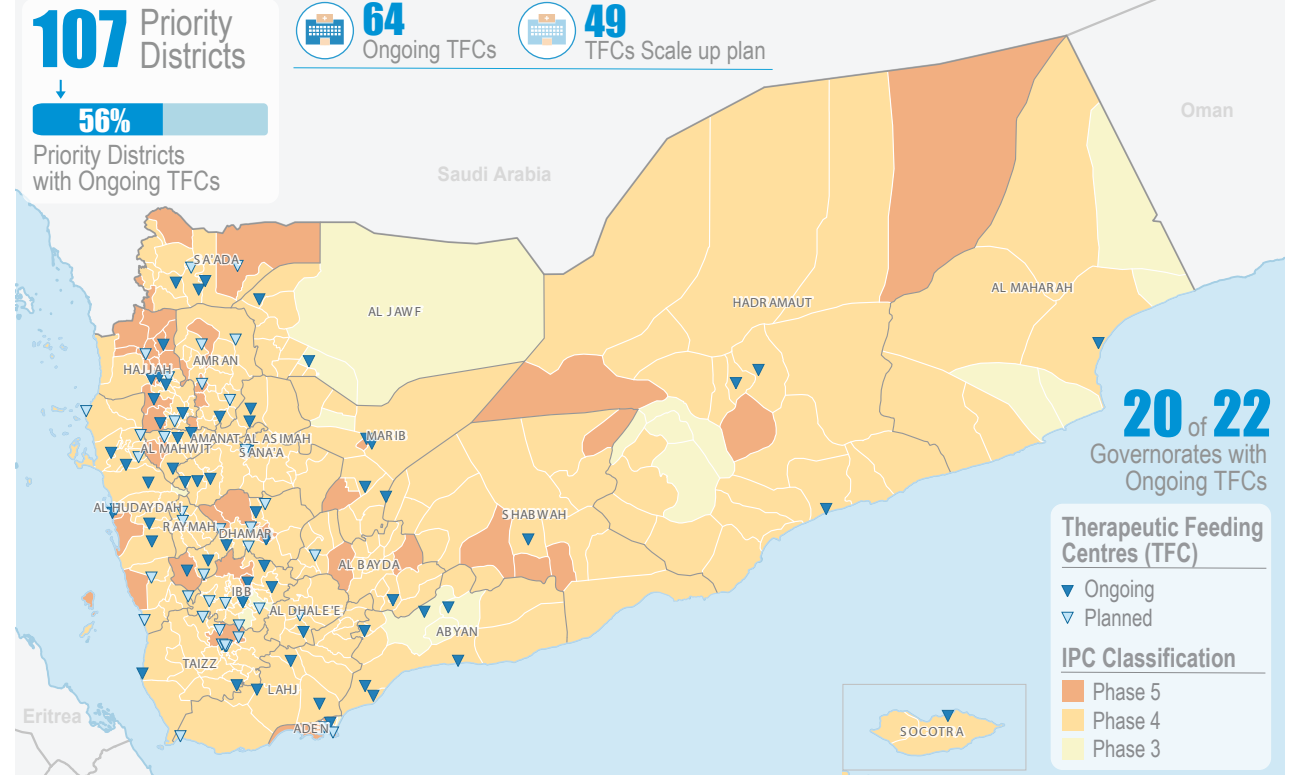 107 Priority
Districts
56%
Priority Districts
with Ongoing TFCs
64
Ongoing TFCs
49
TFCs Scale up plan
Oman
Saudi Arabia
SA'ADA
AL JAWF
HADRAMAUT
AL MAHARAH
AMRAN
HAJJAH
AMANAT AL ASIMAH
MARIB
AL MAHWIT
SANA'A
20 of 22
Governorates with
Ongoing TFCs
AL HUDAYDAH
RAYMAH
DHAMAR
SHABWAH
AL BAYDA
IBB
AL DHALE'E
ABYAN
TAIZZ
LAHJ
ADEN
Eritrea
SOCOTRA
Therapeutic Feeding
Centres (TFC)
Ongoing
Planned
IPC Classification
Phase 5
Phase 4
Phase 3